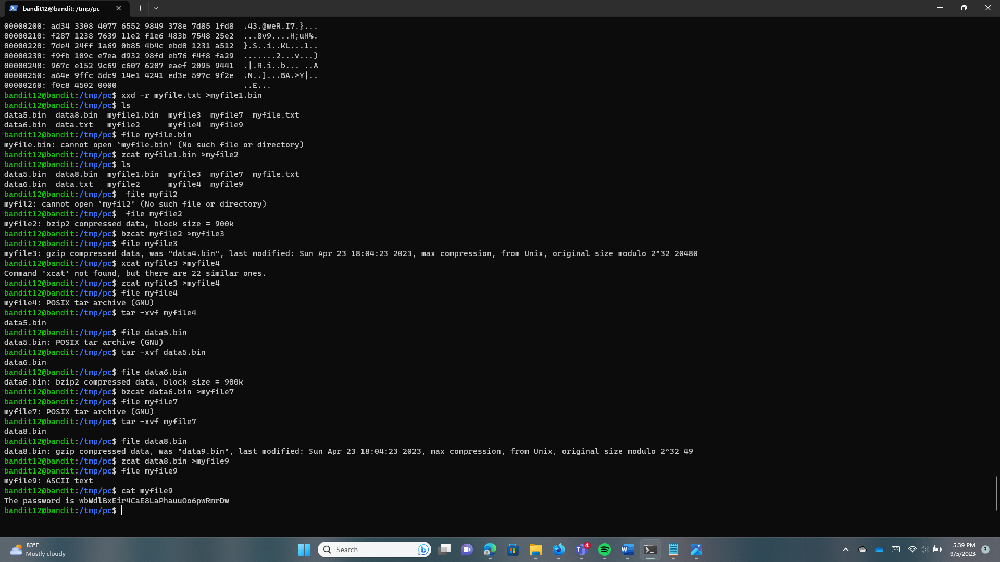 bandit12@bandit: /tmp/pc
00000200: ad34 3308 4077 6552 9849 378e 7d85 1fd8  .43.@weR.I7.}...
00000210: f287 1238 7639 11e2 f1e6 483b 7548 25e2  ...8v9....H;uH%.
00000220: 7de4 24ff 1a69 0b85 4b4c ebd0 1231 a512  }.$..i..KL...1..
00000230: f9fb 109c e7ea d932 98fd eb76 f4f8 fa29  .......2...v...)
00000240: 967c e152 9c69 c607 6207 eaef 2095 9441  .|.R.i..b... ..A
00000250: a64e 9ffc 5dc9 14e1 4241 ed3e 597c 9f2e  .N..]...BA.>Y|..
00000260: f0c8 4502 0000                           ..E...
bandit12@bandit:/tmp/pc$ xxd -r myfile.txt >myfile1.bin
bandit12@bandit:/tmp/pc$ ls
data5.bin  data8.bin  myfile1.bin  myfile3  myfile7  myfile.txt
data6.bin  data.txt   myfile2      myfile4  myfile9
bandit12@bandit:/tmp/pc$ file myfile.bin
myfile.bin: cannot open `myfile.bin' (No such file or directory)
bandit12@bandit:/tmp/pc$ zcat myfile1.bin >myfile2
bandit12@bandit:/tmp/pc$ ls
data5.bin  data8.bin  myfile1.bin  myfile3  myfile7  myfile.txt
data6.bin  data.txt   myfile2      myfile4  myfile9
bandit12@bandit:/tmp/pc$  file myfil2
myfil2: cannot open `myfil2' (No such file or directory)
bandit12@bandit:/tmp/pc$  file myfile2
myfile2: bzip2 compressed data, block size = 900k
bandit12@bandit:/tmp/pc$ bzcat myfile2 >myfile3
bandit12@bandit:/tmp/pc$ file myfile3
myfile3: gzip compressed data, was "data4.bin", last modified: Sun Apr 23 18:04:23 2023, max compression, from Unix, original size modulo 2^32 20480
bandit12@bandit:/tmp/pc$ xcat myfile3 >myfile4
Command 'xcat' not found, but there are 22 similar ones.
bandit12@bandit:/tmp/pc$ zcat myfile3 >myfile4
bandit12@bandit:/tmp/pc$ file myfile4
myfile4: POSIX tar archive (GNU)
bandit12@bandit:/tmp/pc$ tar -xvf myfile4
data5.bin
bandit12@bandit:/tmp/pc$ file data5.bin
data5.bin: POSIX tar archive (GNU)
bandit12@bandit:/tmp/pc$ tar -xvf data5.bin
data6.bin
bandit12@bandit:/tmp/pc$ file data6.bin
data6.bin: bzip2 compressed data, block size = 900k
bandit12@bandit:/tmp/pc$ bzcat data6.bin >myfile7
bandit12@bandit:/tmp/pc$ file myfile7
myfile7: POSIX tar archive (GNU)
bandit12@bandit:/tmp/pc$ tar -xvf myfile7
data8.bin
bandit12@bandit:/tmp/pc$ file data8.bin
data8.bin: gzip compressed data, was "data9.bin", last modified: Sun Apr 23 18:04:23 2023, max compression, from Unix, original size modulo 2^32 49
bandit12@bandit:/tmp/pc$ zcat data8.bin >myfile9
bandit12@bandit:/tmp/pc$ file myfile9
myfile9: ASCII text
bandit12@bandit:/tmp/pc$ cat myfile9
The password is wbWdlBxEir4CaE8LaPhauuOo6pwRmrDw
bandit12@bandit:/tmp/pc$
83°F
Mostly cloudy
Search
4
W
5:39 PM
9/5/2023
3